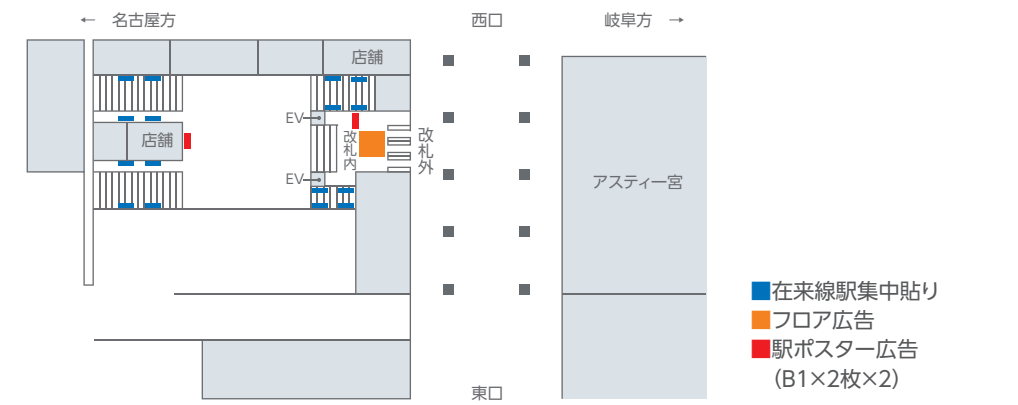 ← 名古屋方
西口
岐阜方 →
店舗
EV
店舗
改札内
改札外
EV
アスティ一宮
在来線駅集中貼り
フロア広告
駅ポスター広告
（B1×2枚×2）
東口